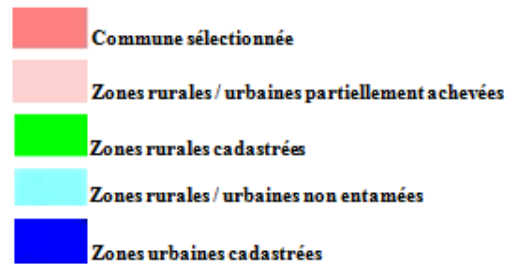 Commune sélectionnée
Zones rurales / urbaines partiellement achevées
Zones rurales cadastrées
Zones rurales / urbaines non entamées
Zones urbaines cadastrées